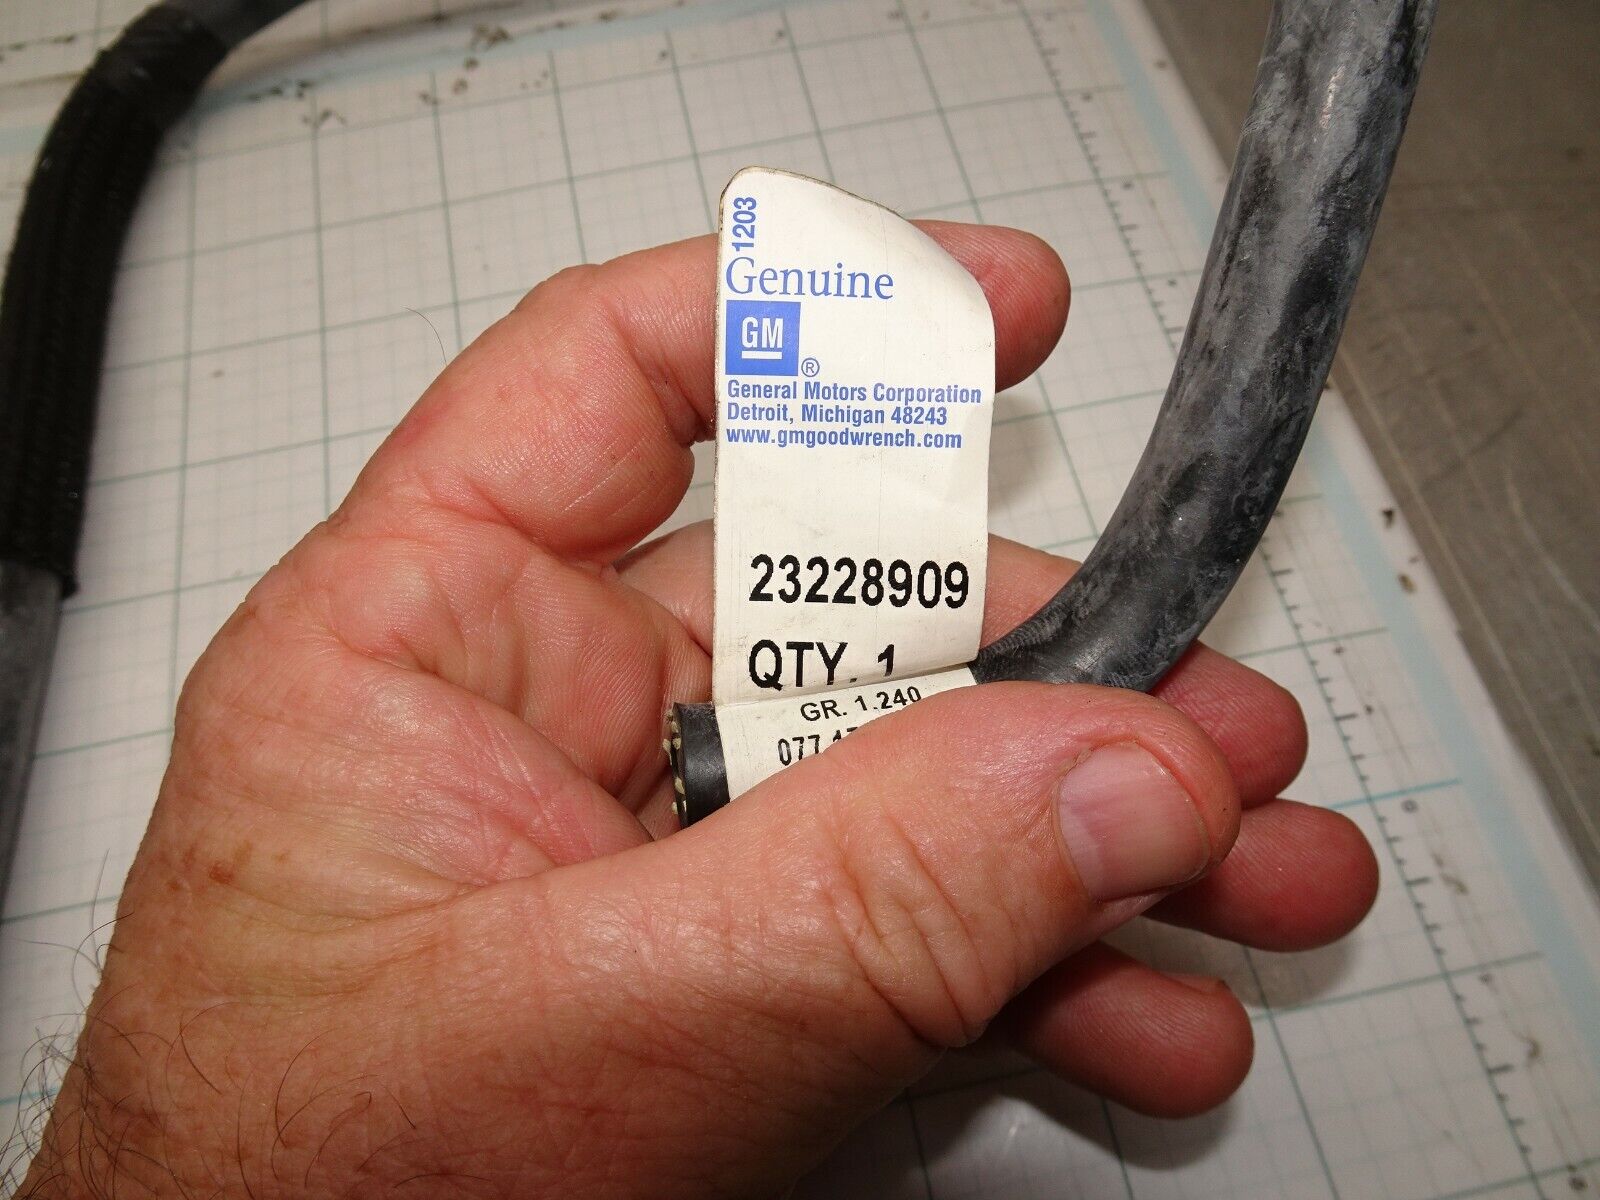 1203
Genuine
GM
®
General Motors Corporation
Detroit, Michigan 48243
www.gmgoodwrench.com
23228909
QTY. 1
GR. 1.240